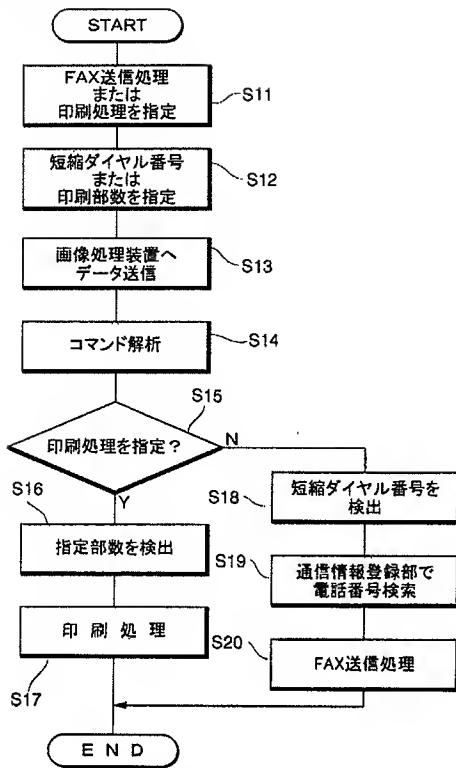 START
FAX送信処理
または
印刷処理を指定
S11
短縮ダイヤル番号
または
印刷部数を指定
S12
画像処理装置へ
データ送信
S13
コマンド解析
S14
S15
印刷処理を指定?
N
Y
S16
指定部数を検出
S18
短縮ダイヤル番号を
検出
S19
通信情報登録部で
電話番号検索
印刷処理
S17
S20
FAX送信処理
END